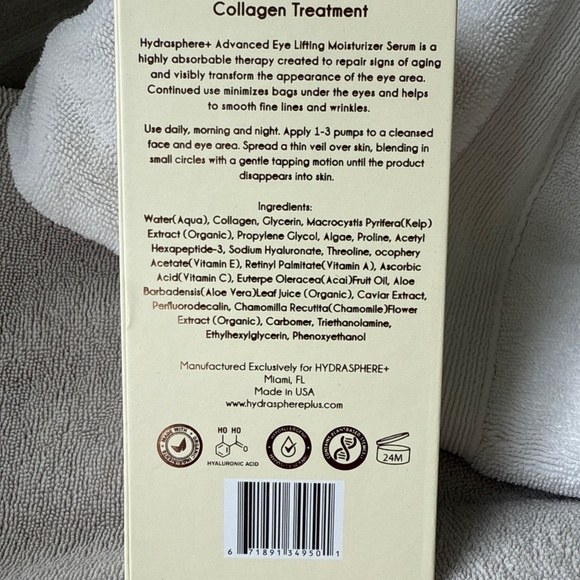 Collagen Treatment
Hydrasphere+ Advanced Eye Lifting Moisturizer Serum is a
highly absorbable therapy created to repair signs of aging
and visibly transform the appearance of the eye area.
Continued use minimizes bags under the eyes and helps
to smooth fine lines and wrinkles.
Use daily, morning and night. Apply 1-3 pumps to a cleansed
face and eye area. Spread a thin veil over skin, blending in
small circles with a gentle tapping motion until the product
disappears into skin.
Ingredients:
Water(Aqua), Collagen, Glycerin, Macrocystis Pyrifera(Kelp)
Extract (Organic), Propylene Glycol, Algae, Proline, Acetyl
Hexapeptide-3, Sodium Hyaluronate, Threoline, ocophery
Acetate(Vitamin E), Retinyl Palmitate(Vitamin A), Ascorbic
Acid(Vitamin C), Euterpe Oleracea(Acai)Fruit Oil, Aloe
Barbadensis(Aloe Vera)Leaf Juice (Organic), Caviar Extract,
Perfluorodecalin, Chamomilla Recutita(Chamomile)Flower
Extract (Organic), Carbomer, Triethanolamine,
Ethylhexylglycerin, Phenoxyethanol
Manufactured Exclusively for HYDRASPHERE+
Miami, FL
Made in USA
www.hydrasphereplus.com
MADE WITH
HO HO
O
HYALURONIC ACID
24M
6 71891 34950 1